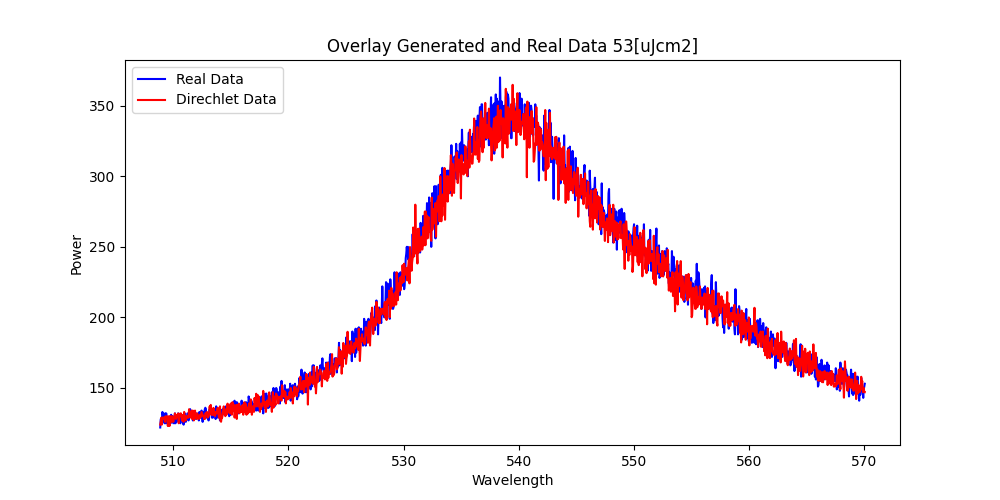 Overlay Generated and Real Data 53[uJcm2]
Real Data
Direchlet Data
350
300
250
200
150
Power
510 520 530 540 550 560 570
Wavelength